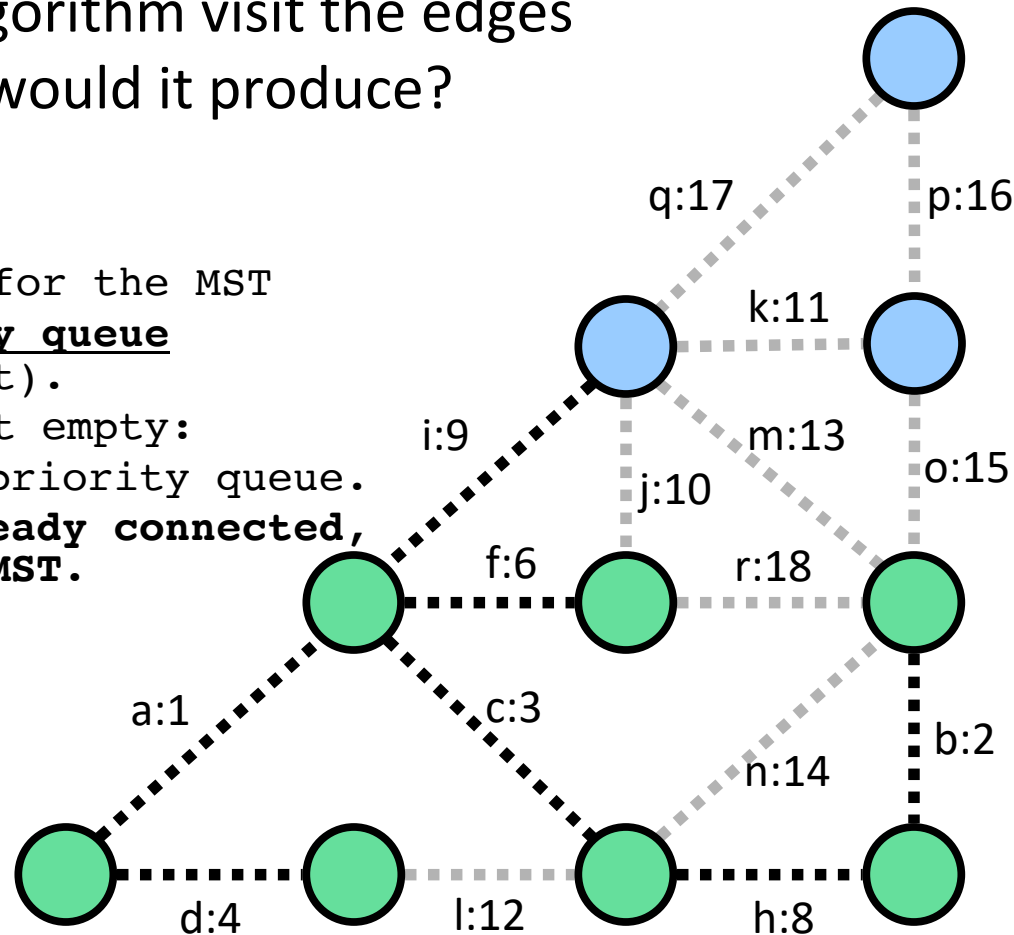 gorithm visit the edges
would it produce?
q:17
p:16
for the MST
y queue
k:11
t).
t empty:
i:9
m:13
priority queue.
j:10
o:15
eady connected,
MST.
f:6
r:18
a:1
c:3
b:2
n:14
d:4
l:12
h:8